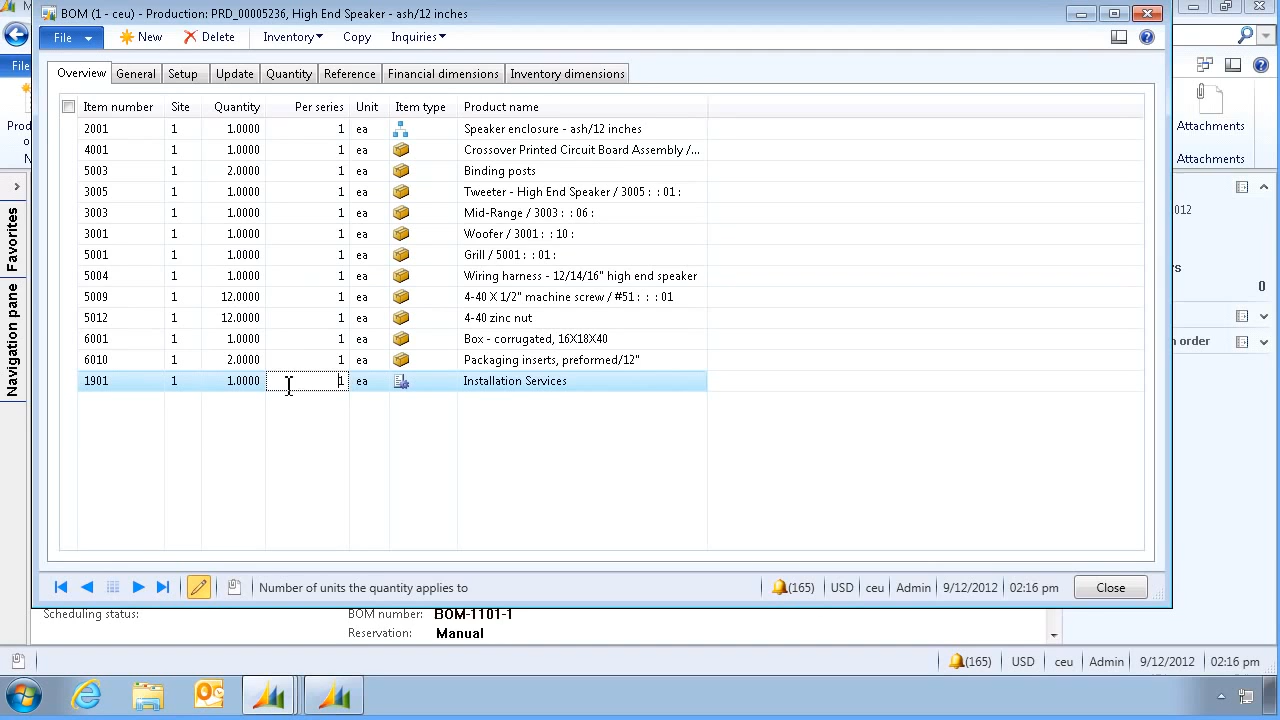 BOM (1 - ceu) - Production: PRD_00005236, High End Speaker - ash/12 inches
File New Delete Inventory Copy Inquiries
Overview General Setup Update Quantity Reference Financial dimensions Inventory dimensions
Item number Site Quantity Per series Unit Item type Product name
2001 1 1.0000 1 ea Speaker enclosure - ash/12 inches
4001 1 1.0000 1 ea Crossover Printed Circuit Board Assembly /...
5003 1 2.0000 1 ea Binding posts
3005 1 1.0000 1 ea Tweeter - High End Speaker / 3005 : : 01 :
3003 1 1.0000 1 ea Mid-Range / 3003 : : 06 :
3001 1 1.0000 1 ea Woofer / 3001 : : 10 :
5001 1 1.0000 1 ea Grill / 5001 : : 01 :
5004 1 1.0000 1 ea Wiring harness - 12/14/16" high end speaker
5009 1 12.0000 1 ea 4-40 X 1/2" machine screw / #51 : : : 01
5012 1 12.0000 1 ea 4-40 zinc nut
6001 1 1.0000 1 ea Box - corrugated, 16X18X40
6010 1 2.0000 1 ea Packaging inserts, preformed/12"
1901 1 1.0000 1 ea Installation Services
Number of units the quantity applies to (165) USD ceu Admin 9/12/2012 02:16 pm Close
File
Prod
o
N
Favorites
Navigation pane
Attachments
Attachments
012
s
0
n order
Scheduling status: BOM number: BOM-1101-1
Reservation: Manual
(165) USD ceu Admin 9/12/2012 02:16 pm